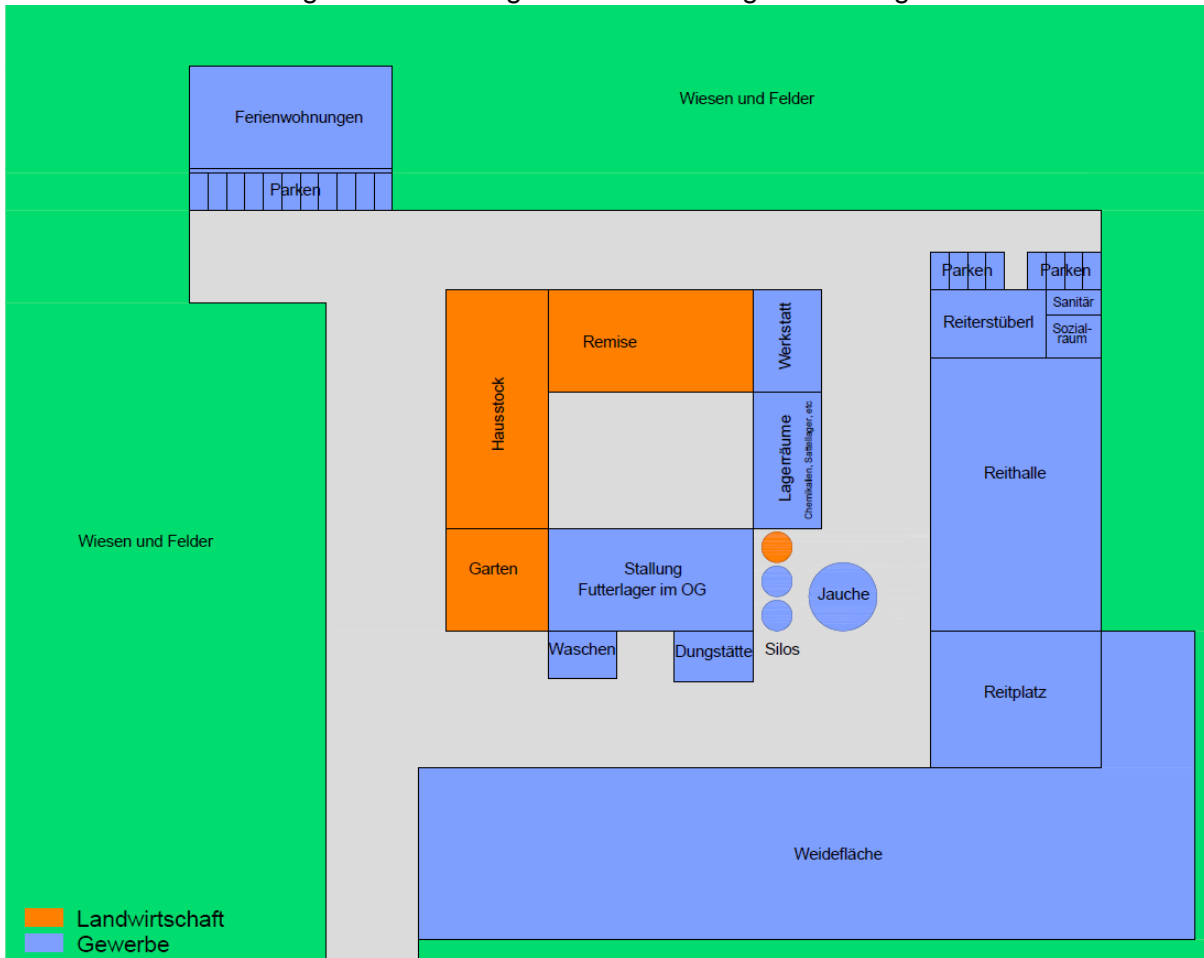 Wiesen und Felder
Ferienwohnungen
Parken
Parken
Parken
Reiterstüberl
Sanitär
Sozial-
raum
Remise
Werkstatt
Hausstock
Lagerräume
Chemikalien, Sattellager, etc
Reithalle
Wiesen und Felder
Garten
Stallung
Futterlager im OG
Jauche
Waschen
Dungstätte
Silos
Reitplatz
Weidefläche
Landwirtschaft
Gewerbe